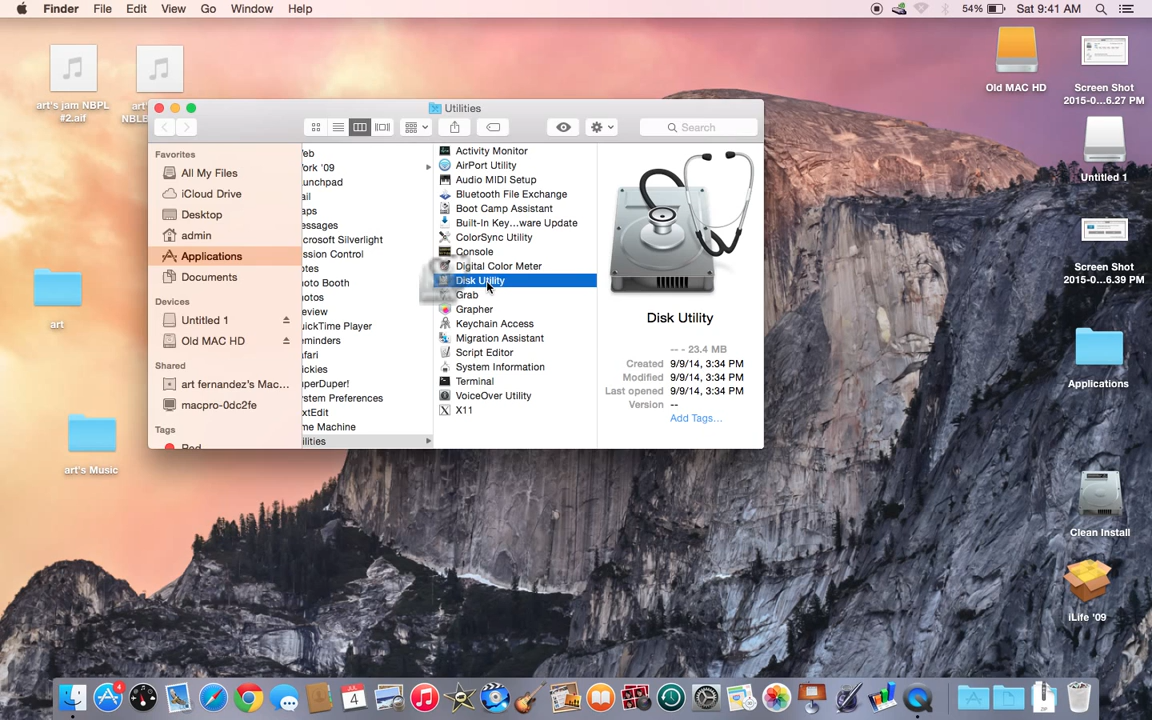 Finder File Edit View Go Window Help
54% Sat 9:41 AM
art's jam NBPL
#2.aif
art'
NBLB
art
art's Music
Utilities
Search
Favorites
All My Files
iCloud Drive
Desktop
admin
Applications
Documents
Devices
Untitled 1
Old MAC HD
Shared
art fernandez's Mac...
macpro-0dc2fe
Tags
Red
eb
ork '09
unchpad
ail
aps
essages
crosoft Silverlight
ssion Control
otes
oto Booth
otos
eview
uickTime Player
eminders
afari
ickies
uperDuper!
stem Preferences
xtEdit
me Machine
ilities
Activity Monitor
AirPort Utility
Audio MIDI Setup
Bluetooth File Exchange
Boot Camp Assistant
Built-In Key...ware Update
ColorSync Utility
Console
Digital Color Meter
Disk Utility
Grab
Grapher
Keychain Access
Migration Assistant
Script Editor
System Information
Terminal
VoiceOver Utility
X11
Disk Utility
-- - 23.4 MB
Created 9/9/14, 3:34 PM
Modified 9/9/14, 3:34 PM
Last opened 9/9/14, 3:34 PM
Version --
Add Tags...
Old MAC HD
Screen Shot
2015-0...6.27 PM
Untitled 1
Screen Shot
2015-0...6.39 PM
Applications
Clean Install
iLife '09
4